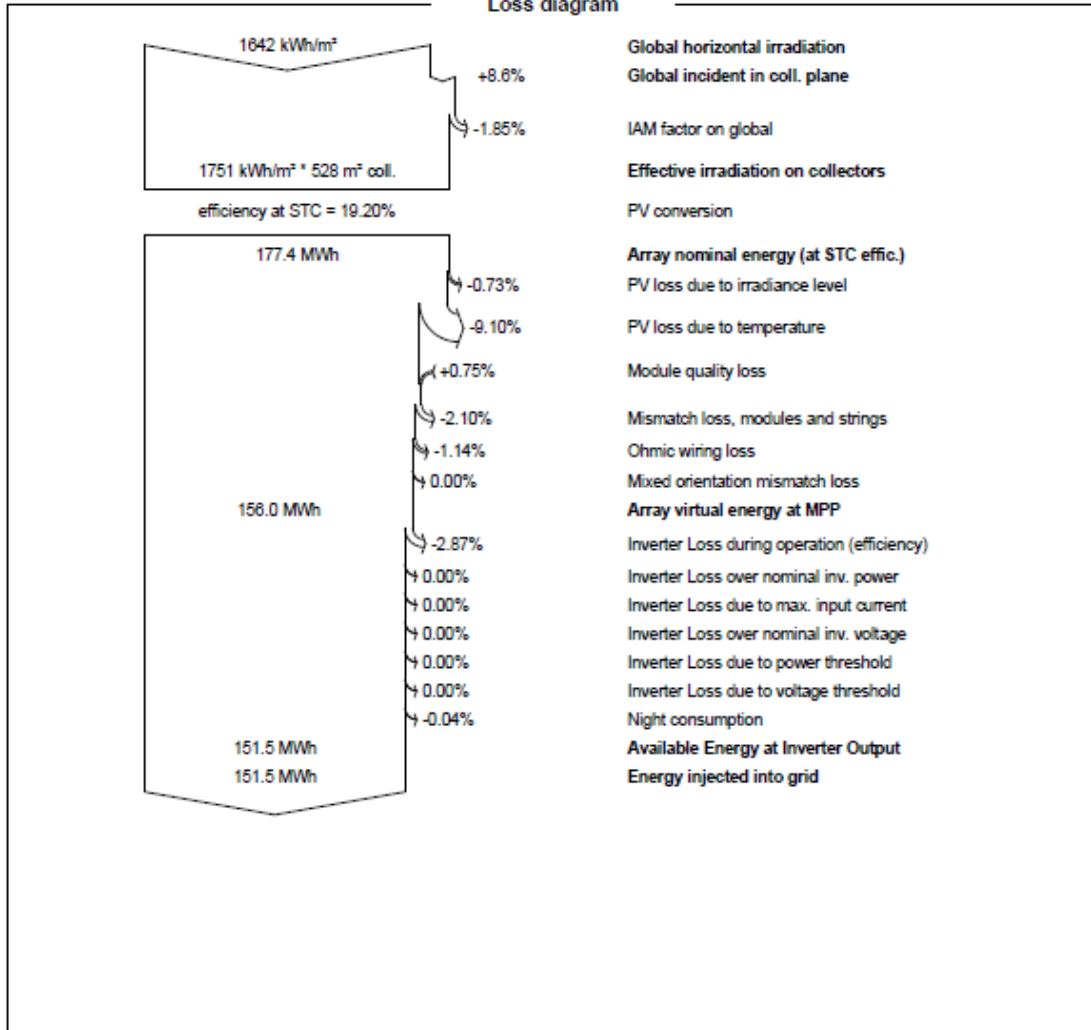 Loss diagram
1642 kWh/m² Global horizontal irradiation
+8.6% Global incident in coll. plane
-1.85% IAM factor on global
1751 kWh/m² * 528 m² coll. Effective irradiation on collectors
efficiency at STC = 19.20% PV conversion
177.4 MWh Array nominal energy (at STC effic.)
-0.73% PV loss due to irradiance level
-9.10% PV loss due to temperature
+0.75% Module quality loss
-2.10% Mismatch loss, modules and strings
-1.14% Ohmic wiring loss
0.00% Mixed orientation mismatch loss
156.0 MWh Array virtual energy at MPP
-2.87% Inverter Loss during operation (efficiency)
0.00% Inverter Loss over nominal inv. power
0.00% Inverter Loss due to max. input current
0.00% Inverter Loss over nominal inv. voltage
0.00% Inverter Loss due to power threshold
0.00% Inverter Loss due to voltage threshold
-0.04% Night consumption
151.5 MWh Available Energy at Inverter Output
151.5 MWh Energy injected into grid